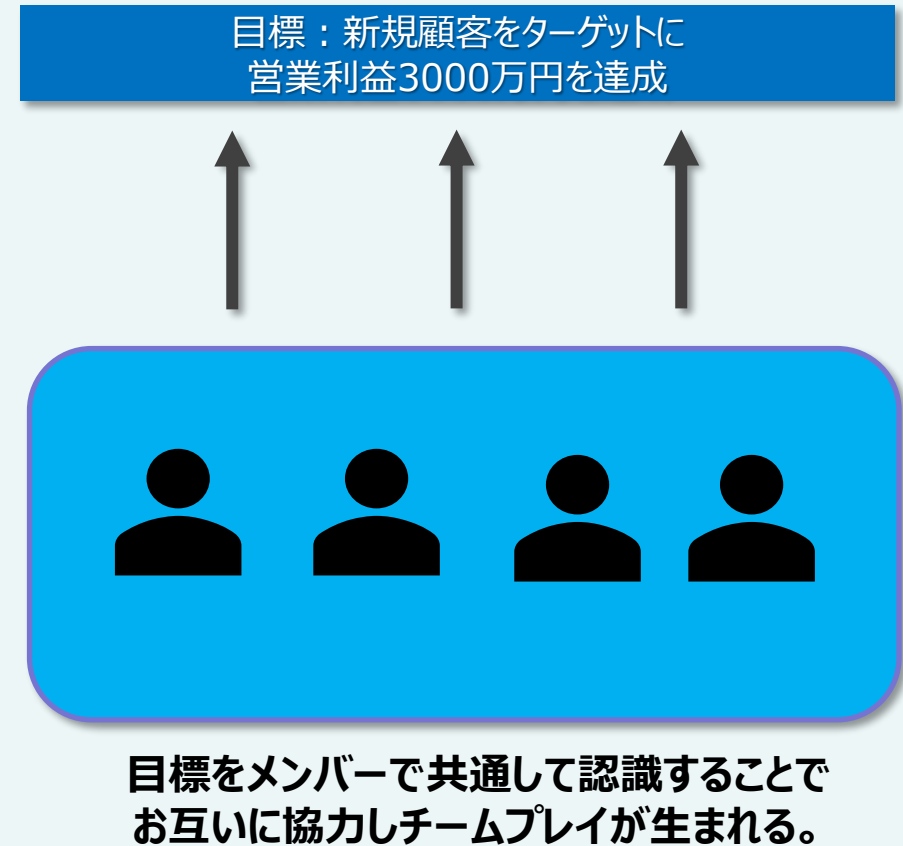 目標：新規顧客をターゲットに
営業利益3000万円を達成
目標をメンバーで共通して認識することで
お互いに協力しチームプレイが生まれる。